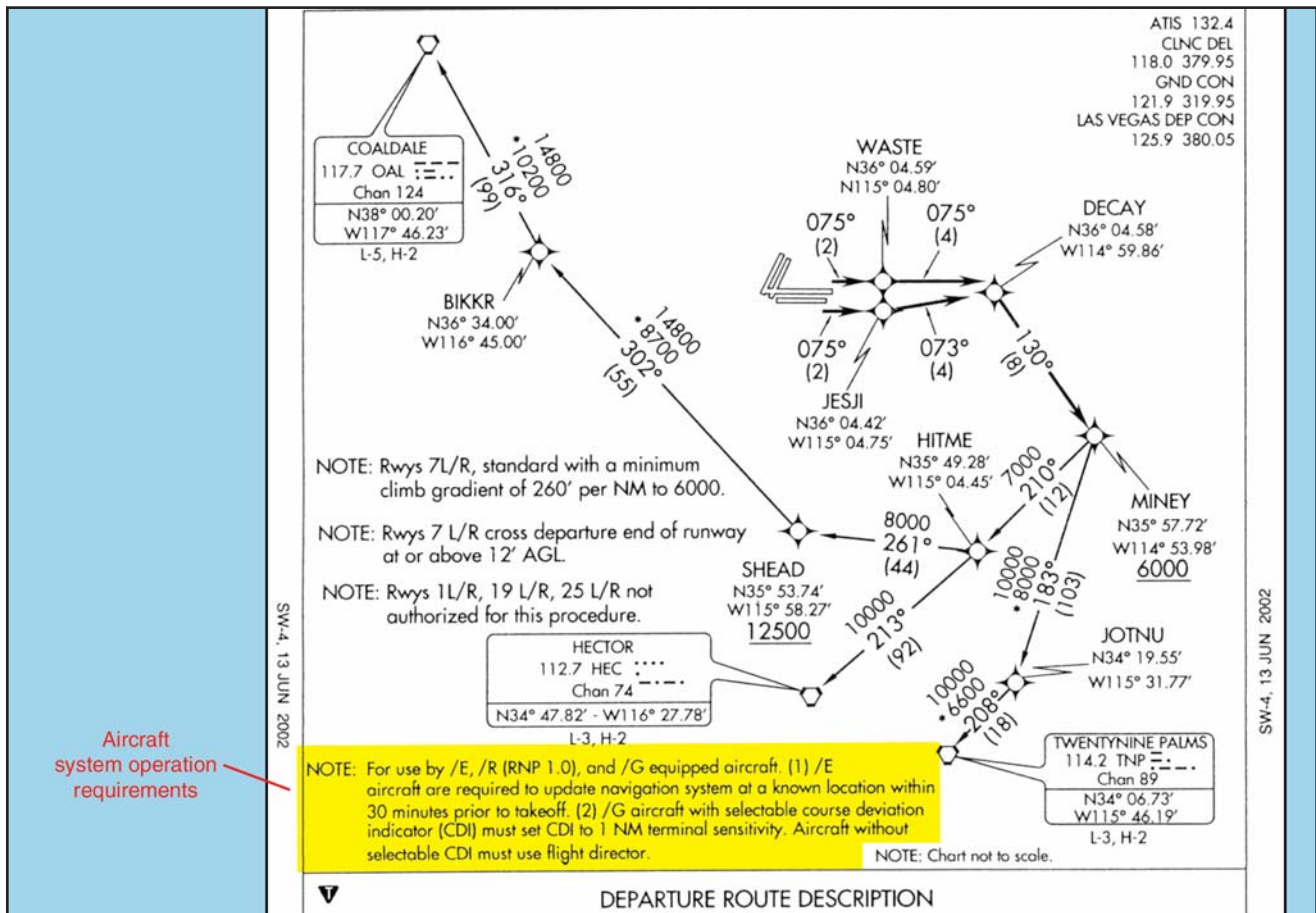 ATIS 132.4
CLNC DEL
118.0 379.95
GND CON
121.9 319.95
LAS VEGAS DEP CON
125.9 380.05
COALDALE
117.7 OAL
Chan 124
N38° 00.20′
W117° 46.23′
L-5, H-2
14800
*10200
316°
(99)
BIKKR
N36° 34.00′
W116° 45.00′
14800
*8700
302°
(55)
WASTE
N36° 04.59′
N115° 04.80′
075°
(2)
075°
(4)
DECAY
N36° 04.58′
W114° 59.86′
075°
(2)
073°
(4)
JESJI
N36° 04.42′
W115° 04.75′
130°
(8)
HITME
N35° 49.28′
W115° 04.45′
7000
210°
(12)
MINEY
N35° 57.72′
W114° 53.98′
6000
NOTE: Rwys 7L/R, standard with a minimum
climb gradient of 260′ per NM to 6000.
NOTE: Rwys 7 L/R cross departure end of runway
at or above 12′ AGL.
NOTE: Rwys 1L/R, 19 L/R, 25 L/R not
authorized for this procedure.
8000
261°
(44)
SHEAD
N35° 53.74′
W115° 58.27′
12500
10000
*8000
183°
(103)
10000
213°
(92)
JOTNU
N34° 19.55′
W115° 31.77′
HECTOR
112.7 HEC
Chan 74
N34° 47.82′ - W116° 27.78′
L-3, H-2
10000
*6600
208°
(18)
TWENTYNINE PALMS
114.2 TNP
Chan 89
N34° 06.73′
W115° 46.19′
L-3, H-2
SW-4, 13 JUN 2002
SW-4, 13 JUN 2002
Aircraft
system operation
requirements
NOTE: For use by /E, /R (RNP 1.0), and /G equipped aircraft. (1) /E
aircraft are required to update navigation system at a known location within
30 minutes prior to takeoff. (2) /G aircraft with selectable course deviation
indicator (CDI) must set CDI to 1 NM terminal sensitivity. Aircraft without
selectable CDI must use flight director.
NOTE: Chart not to scale.
T
DEPARTURE ROUTE DESCRIPTION